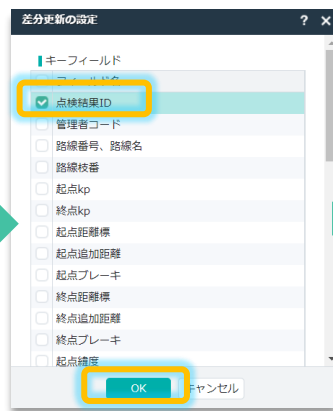 差分更新の設定 ? ×
キーフィールド
フィールド名
点検結果ID
管理者コード
路線番号、路線名
路線枝番
起点kp
終点kp
起点距離標
起点追加距離
起点ブレーキ
終点距離標
終点追加距離
終点ブレーキ
起点緯度
OK キャンセル